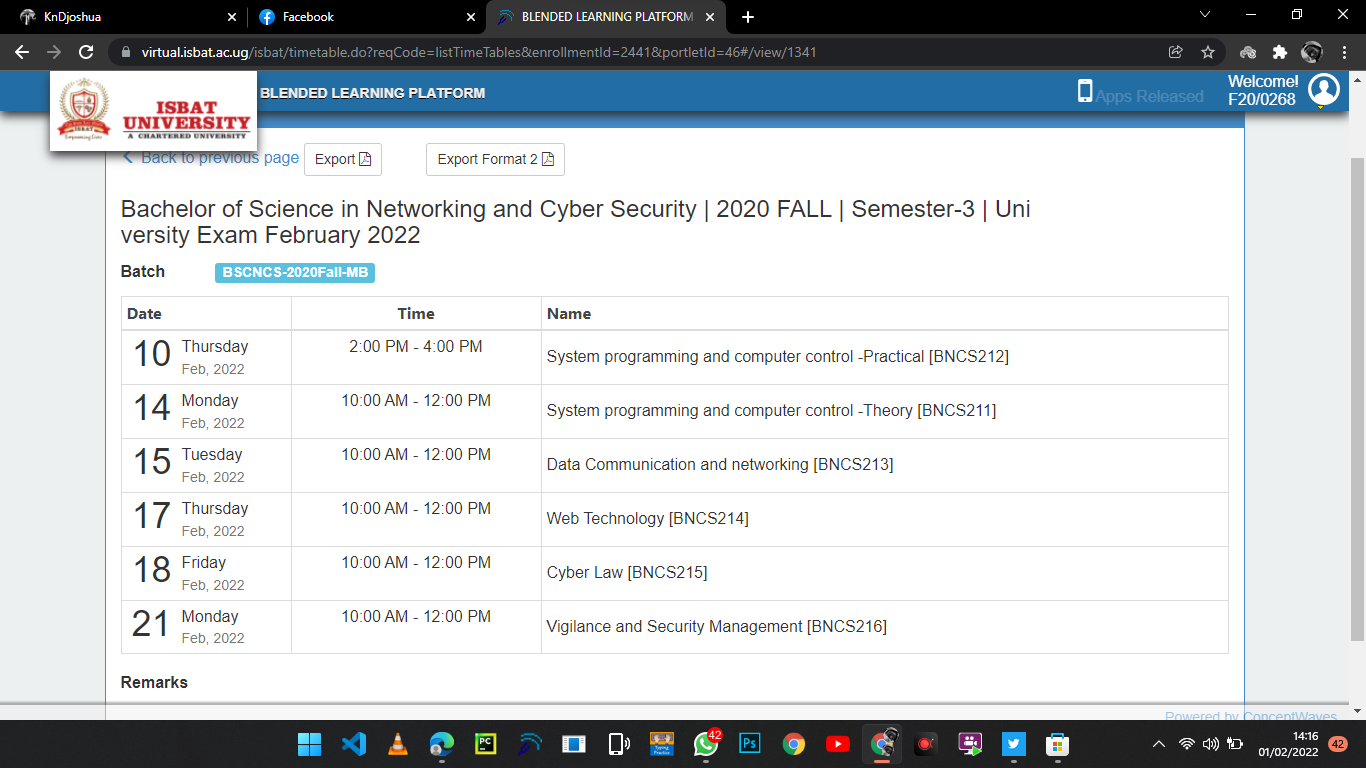 KnDjoshua
Facebook
BLENDED LEARNING PLATFORM
virtual.isbat.ac.ug/isbat/timetable.do?reqCode=listTimeTables&enrollmentId=2441&portletId=46#/view/1341
ISBAT
UNIVERSITY
A CHARTERED UNIVERSITY
ISBAT
BLENDED LEARNING PLATFORM
Apps Released
Welcome!
F20/0268
Back to previous page
Export
Export Format 2
Bachelor of Science in Networking and Cyber Security | 2020 FALL | Semester-3 | Uni
versity Exam February 2022
Batch BSCNCS-2020Fall-MB
Date Time Name
10 Thursday Feb, 2022 2:00 PM - 4:00 PM System programming and computer control -Practical [BNCS212]
14 Monday Feb, 2022 10:00 AM - 12:00 PM System programming and computer control -Theory [BNCS211]
15 Tuesday Feb, 2022 10:00 AM - 12:00 PM Data Communication and networking [BNCS213]
17 Thursday Feb, 2022 10:00 AM - 12:00 PM Web Technology [BNCS214]
18 Friday Feb, 2022 10:00 AM - 12:00 PM Cyber Law [BNCS215]
21 Monday Feb, 2022 10:00 AM - 12:00 PM Vigilance and Security Management [BNCS216]
Remarks
Powered by ConceptWaves
PC
42
Ps
14:16
01/02/2022
42